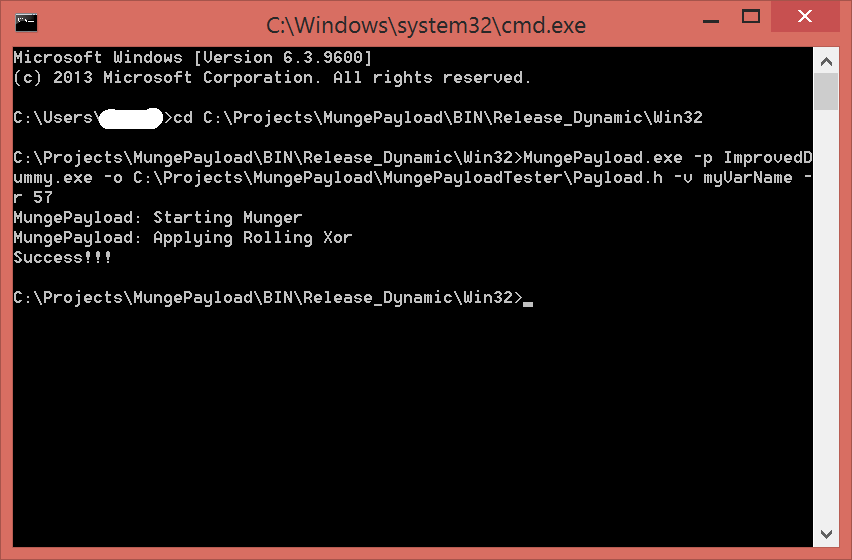 C:\Windows\system32\cmd.exe
Microsoft Windows [Version 6.3.9600]
(c) 2013 Microsoft Corporation. All rights reserved.
C:\Users\ >cd C:\Projects\MungePayload\BIN\Release_Dynamic\Win32
C:\Projects\MungePayload\BIN\Release_Dynamic\Win32>MungePayload.exe -p ImprovedD
ummy.exe -o C:\Projects\MungePayload\MungePayloadTester\Payload.h -v myVarName -
r 57
MungePayload: Starting Munger
MungePayload: Applying Rolling Xor
Success!!!
C:\Projects\MungePayload\BIN\Release_Dynamic\Win32>_